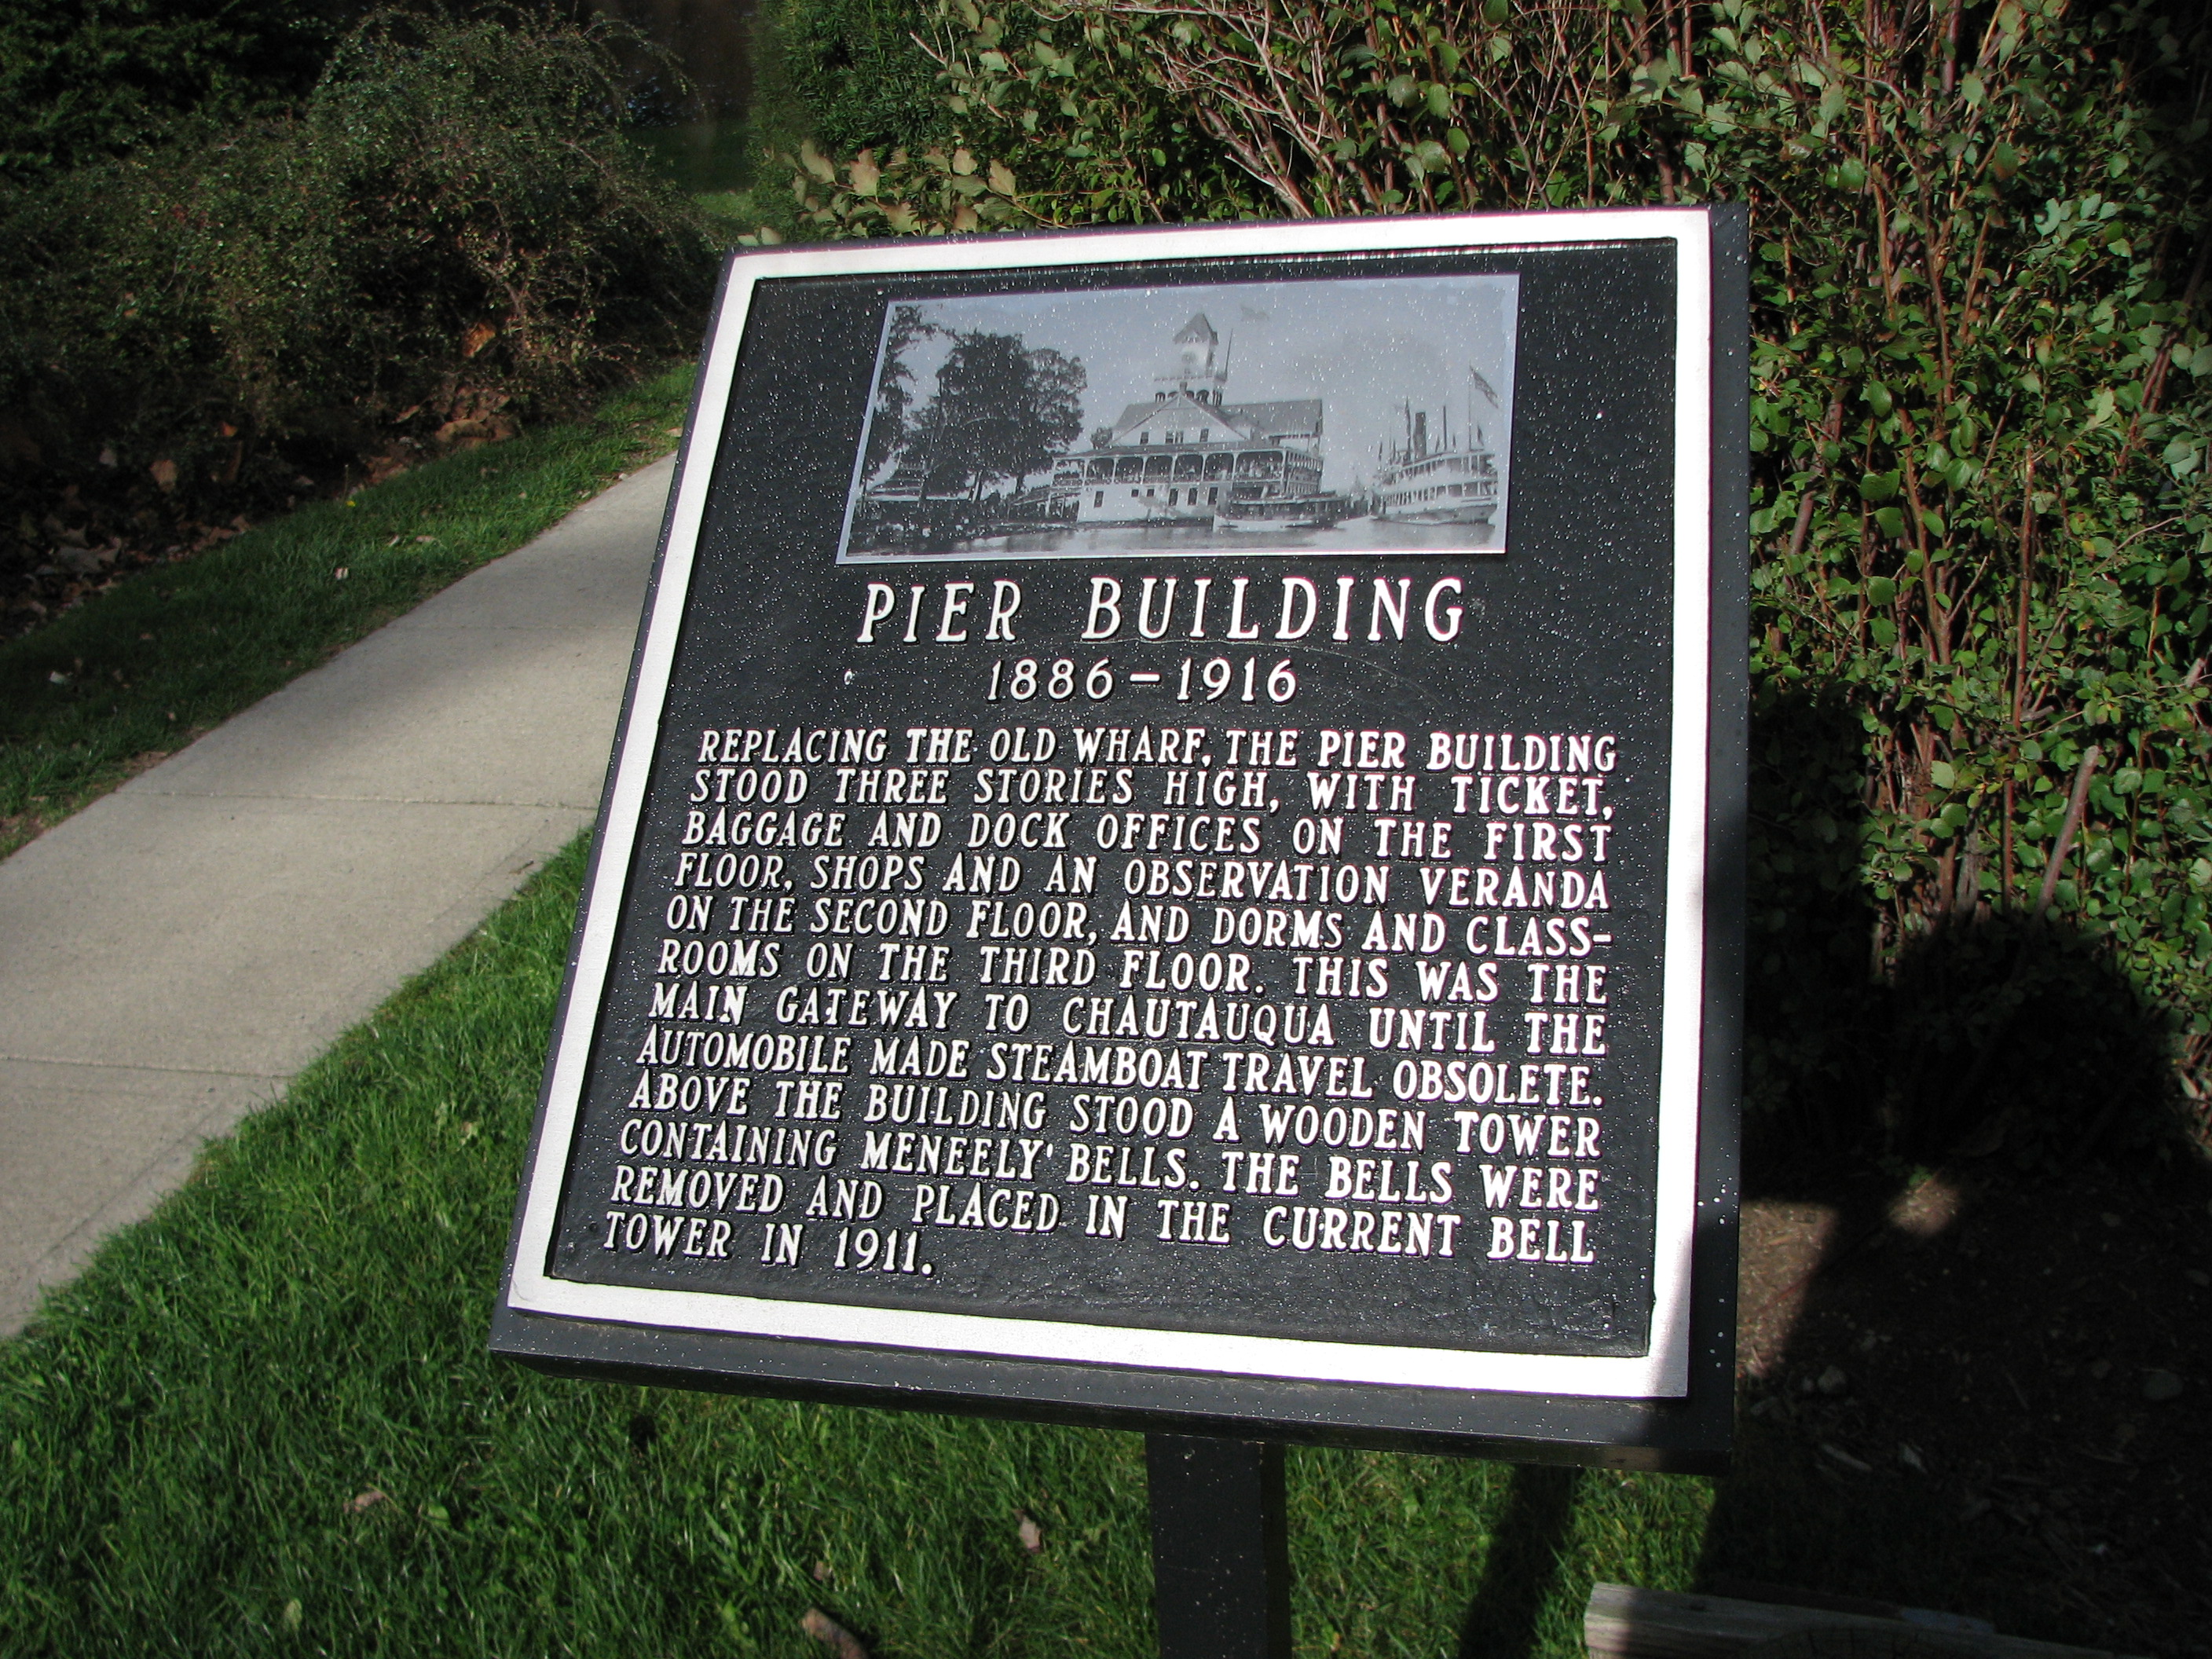 PIER BUILDING
1886-1916
REPLACING THE OLD WHARF, THE PIER BUILDING
STOOD THREE STORIES HIGH, WITH TICKET,
BAGGAGE AND DOCK OFFICES ON THE FIRST
FLOOR, SHOPS AND AN OBSERVATION VERANDA
ON THE SECOND FLOOR, AND DORMS AND CLASS-
ROOMS ON THE THIRD FLOOR. THIS WAS THE
MAIN GATEWAY TO CHAUTAUQUA UNTIL THE
AUTOMOBILE MADE STEAMBOAT TRAVEL OBSOLETE.
ABOVE THE BUILDING STOOD A WOODEN TOWER
CONTAINING MENEELY' BELLS. THE BELLS WERE
REMOVED AND PLACED IN THE CURRENT BELL
TOWER IN 1911.